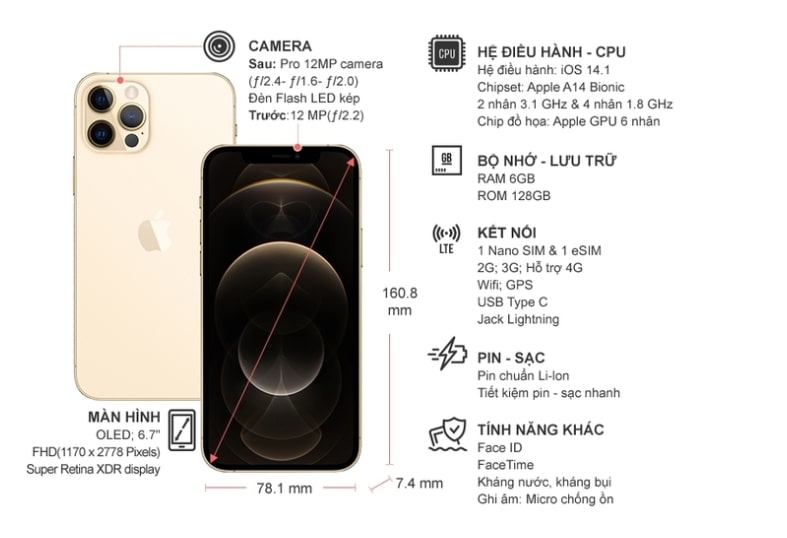 CAMERA
Sau: Pro 12MP camera
(ƒ/2.4- ƒ/1.6- ƒ/2.0)
Đèn Flash LED kép
Trước:12 MP(ƒ/2.2)
160.8
mm
78.1 mm
7.4 mm
MÀN HÌNH
OLED; 6.7"
FHD(1170 x 2778 Pixels)
Super Retina XDR display
CPU
HỆ ĐIỀU HÀNH - CPU
Hệ điều hành: iOS 14.1
Chipset: Apple A14 Bionic
2 nhân 3.1 GHz & 4 nhân 1.8 GHz
Chip đồ họa: Apple GPU 6 nhân
GB
BỘ NHỚ - LƯU TRỮ
RAM 6GB
ROM 128GB
LTE
KẾT NỐI
1 Nano SIM & 1 eSIM
2G; 3G; Hỗ trợ 4G
Wifi; GPS
USB Type C
Jack Lightning
PIN - SẠC
Pin chuẩn Li-Ion
Tiết kiệm pin - sạc nhanh
TÍNH NĂNG KHÁC
Face ID
FaceTime
Kháng nước, kháng bụi
Ghi âm: Micro chống ồn